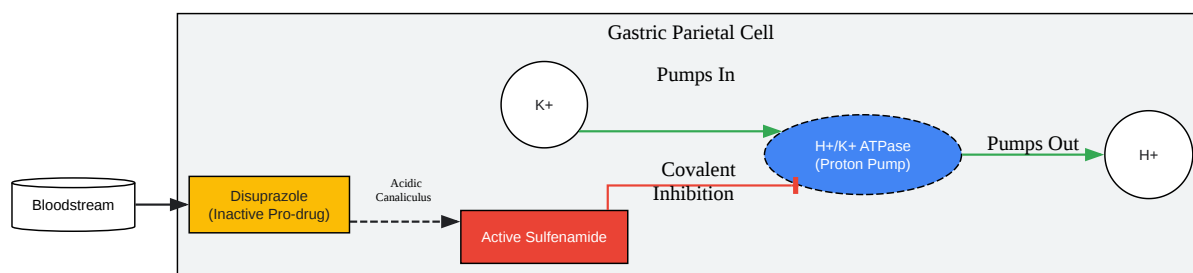 Gastric Parietal Cell
Pumps In
K+
H+/K+ ATPase
(Proton Pump)
Pumps Out
H+
Covalent
Inhibition
Acidic
Canaliculus
Bloodstream
Disuprazole
(Inactive Pro-drug)
Active Sulfenamide